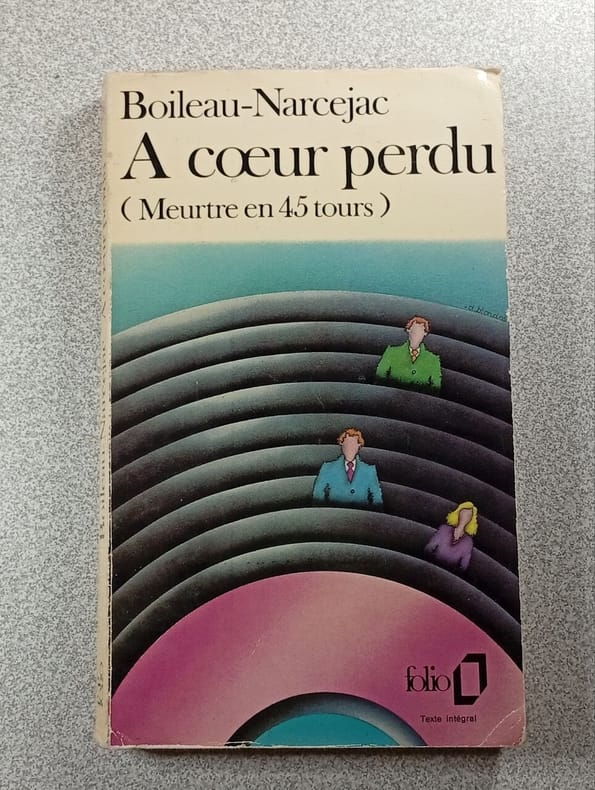 Boileau-Narcejac
A cœur perdu
(Meurtre en 45 tours)
folio
Texte intégral